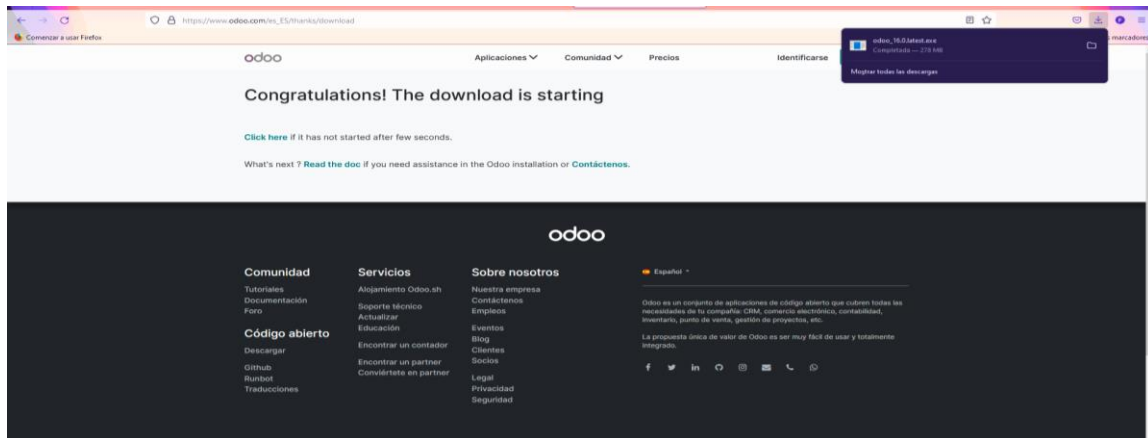 https://www.odoo.com/es_ES/thanks/download
Comenzar a usar Firefox
marcadores
odoo_16.0.latest.exe
Completada — 278 MB
Mostrar todas las descargas
odoo
Aplicaciones
Comunidad
Precios
Identificarse
Congratulations! The download is starting
Click here if it has not started after few seconds.
What's next ? Read the doc if you need assistance in the Odoo installation or Contáctenos.
odoo
Comunidad
Tutoriales
Documentación
Foro
Código abierto
Descargar
Github
Runbot
Traducciones
Servicios
Alojamiento Odoo.sh
Soporte técnico
Actualizar
Educación
Encontrar un contador
Encontrar un partner
Conviértete en partner
Sobre nosotros
Nuestra empresa
Contáctenos
Empleos
Eventos
Blog
Clientes
Socios
Legal
Privacidad
Seguridad
Español
Odoo es un conjunto de aplicaciones de código abierto que cubren todas las
necesidades de tu compañía: CRM, comercio electrónico, contabilidad,
inventario, punto de venta, gestión de proyectos, etc.
La propuesta única de valor de Odoo es ser muy fácil de usar y totalmente
integrado.